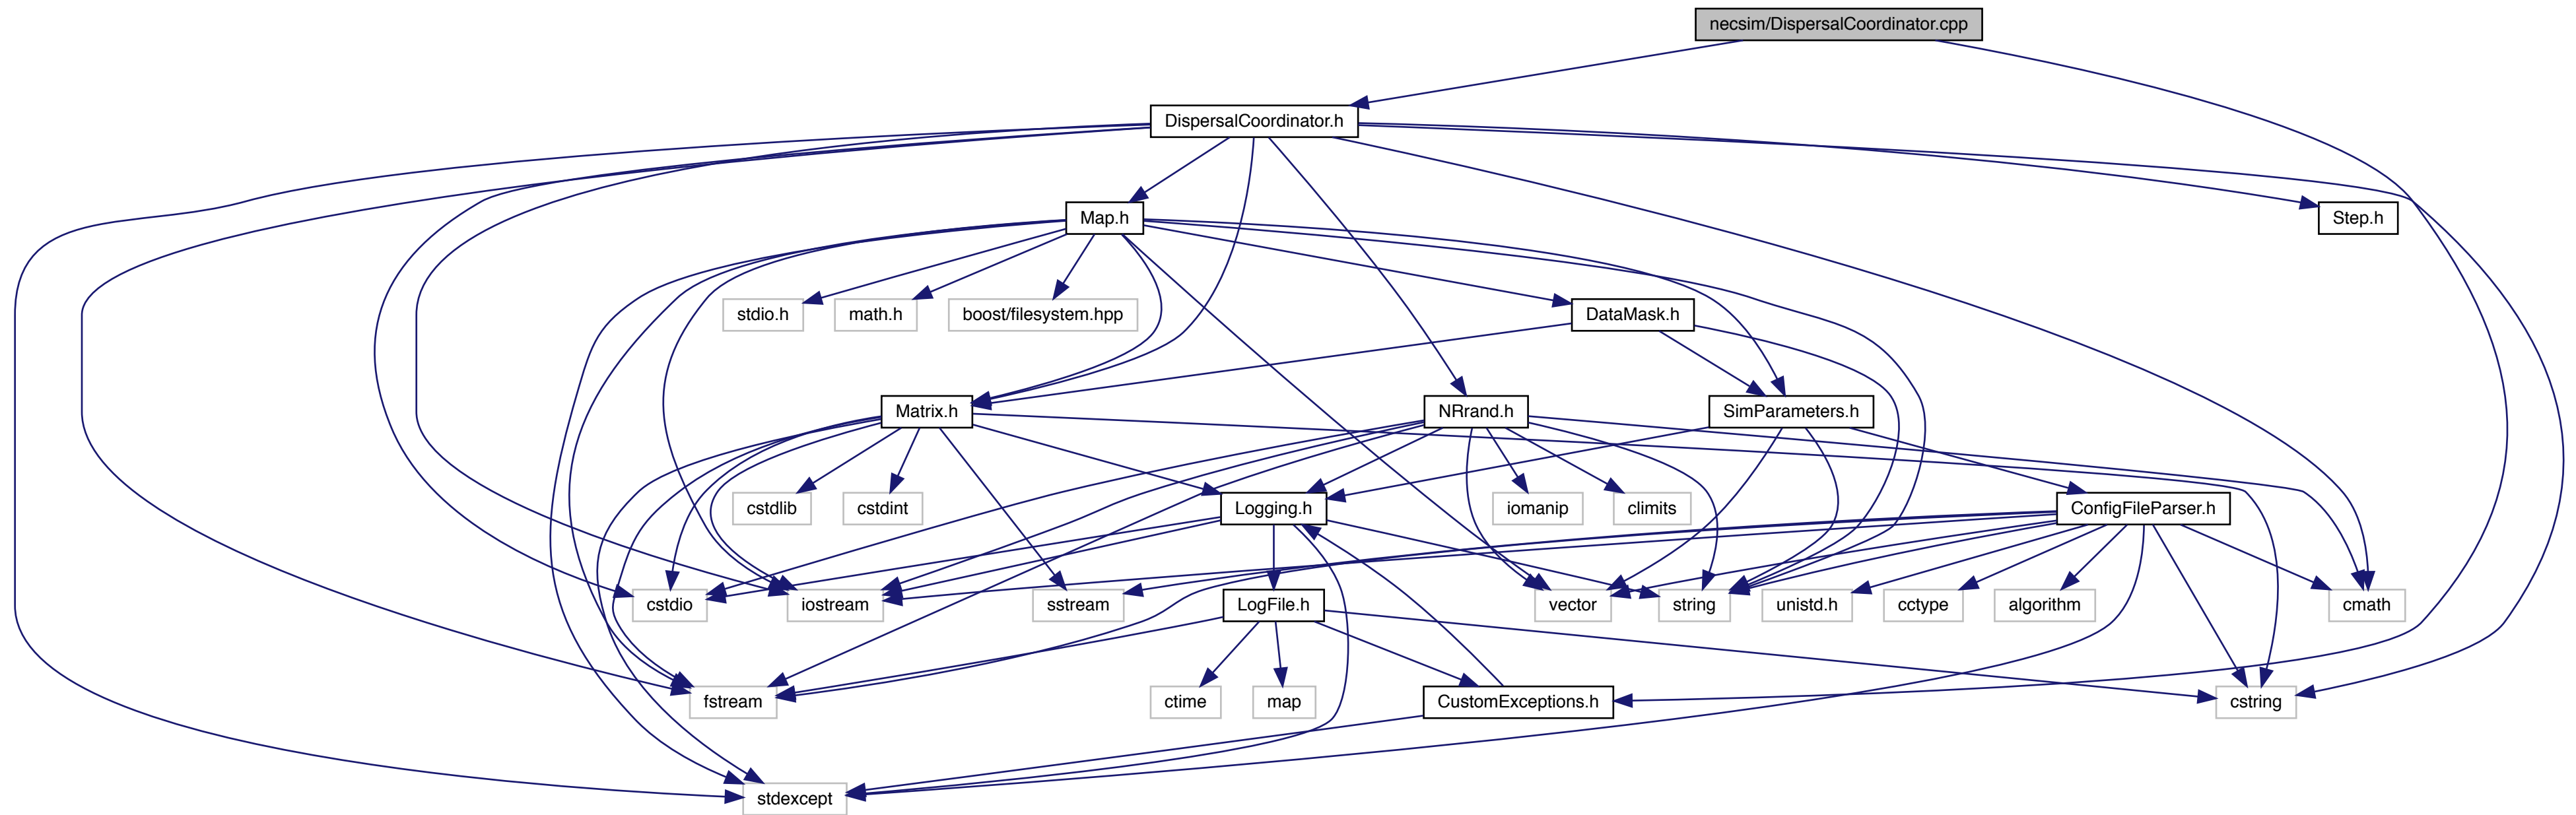 necsim/DispersalCoordinator.cpp
DispersalCoordinator.h
Map.h
Step.h
stdio.h
math.h
boost/filesystem.hpp
DataMask.h
Matrix.h
NRrand.h
SimParameters.h
cstdlib
cstdint
Logging.h
iomanip
climits
ConfigFileParser.h
cstdio
iostream
sstream
LogFile.h
vector
string
unistd.h
cctype
algorithm
cmath
fstream
ctime
map
CustomExceptions.h
cstring
stdexcept